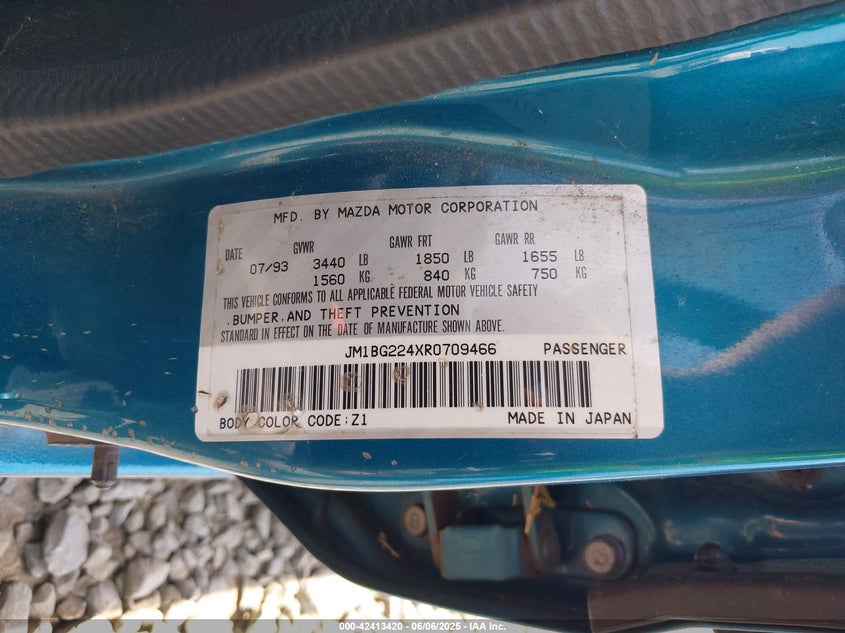 MFD. BY MAZDA MOTOR CORPORATION
DATE GVWR GAWR FRT GAWR RR
07/93 3440 LB 1850 LB 1655 LB
1560 KG 840 KG 750 KG
THIS VEHICLE CONFORMS TO ALL APPLICABLE FEDERAL MOTOR VEHICLE SAFETY
,BUMPER,AND THEFT PREVENTION
STANDARD IN EFFECT ON THE DATE OF MANUFACTURE SHOWN ABOVE.
JM1BG224XR0709466 PASSENGER
BODY COLOR CODE:Z1 MADE IN JAPAN
000-42413420 - 06/06/2025 - IAA Inc.